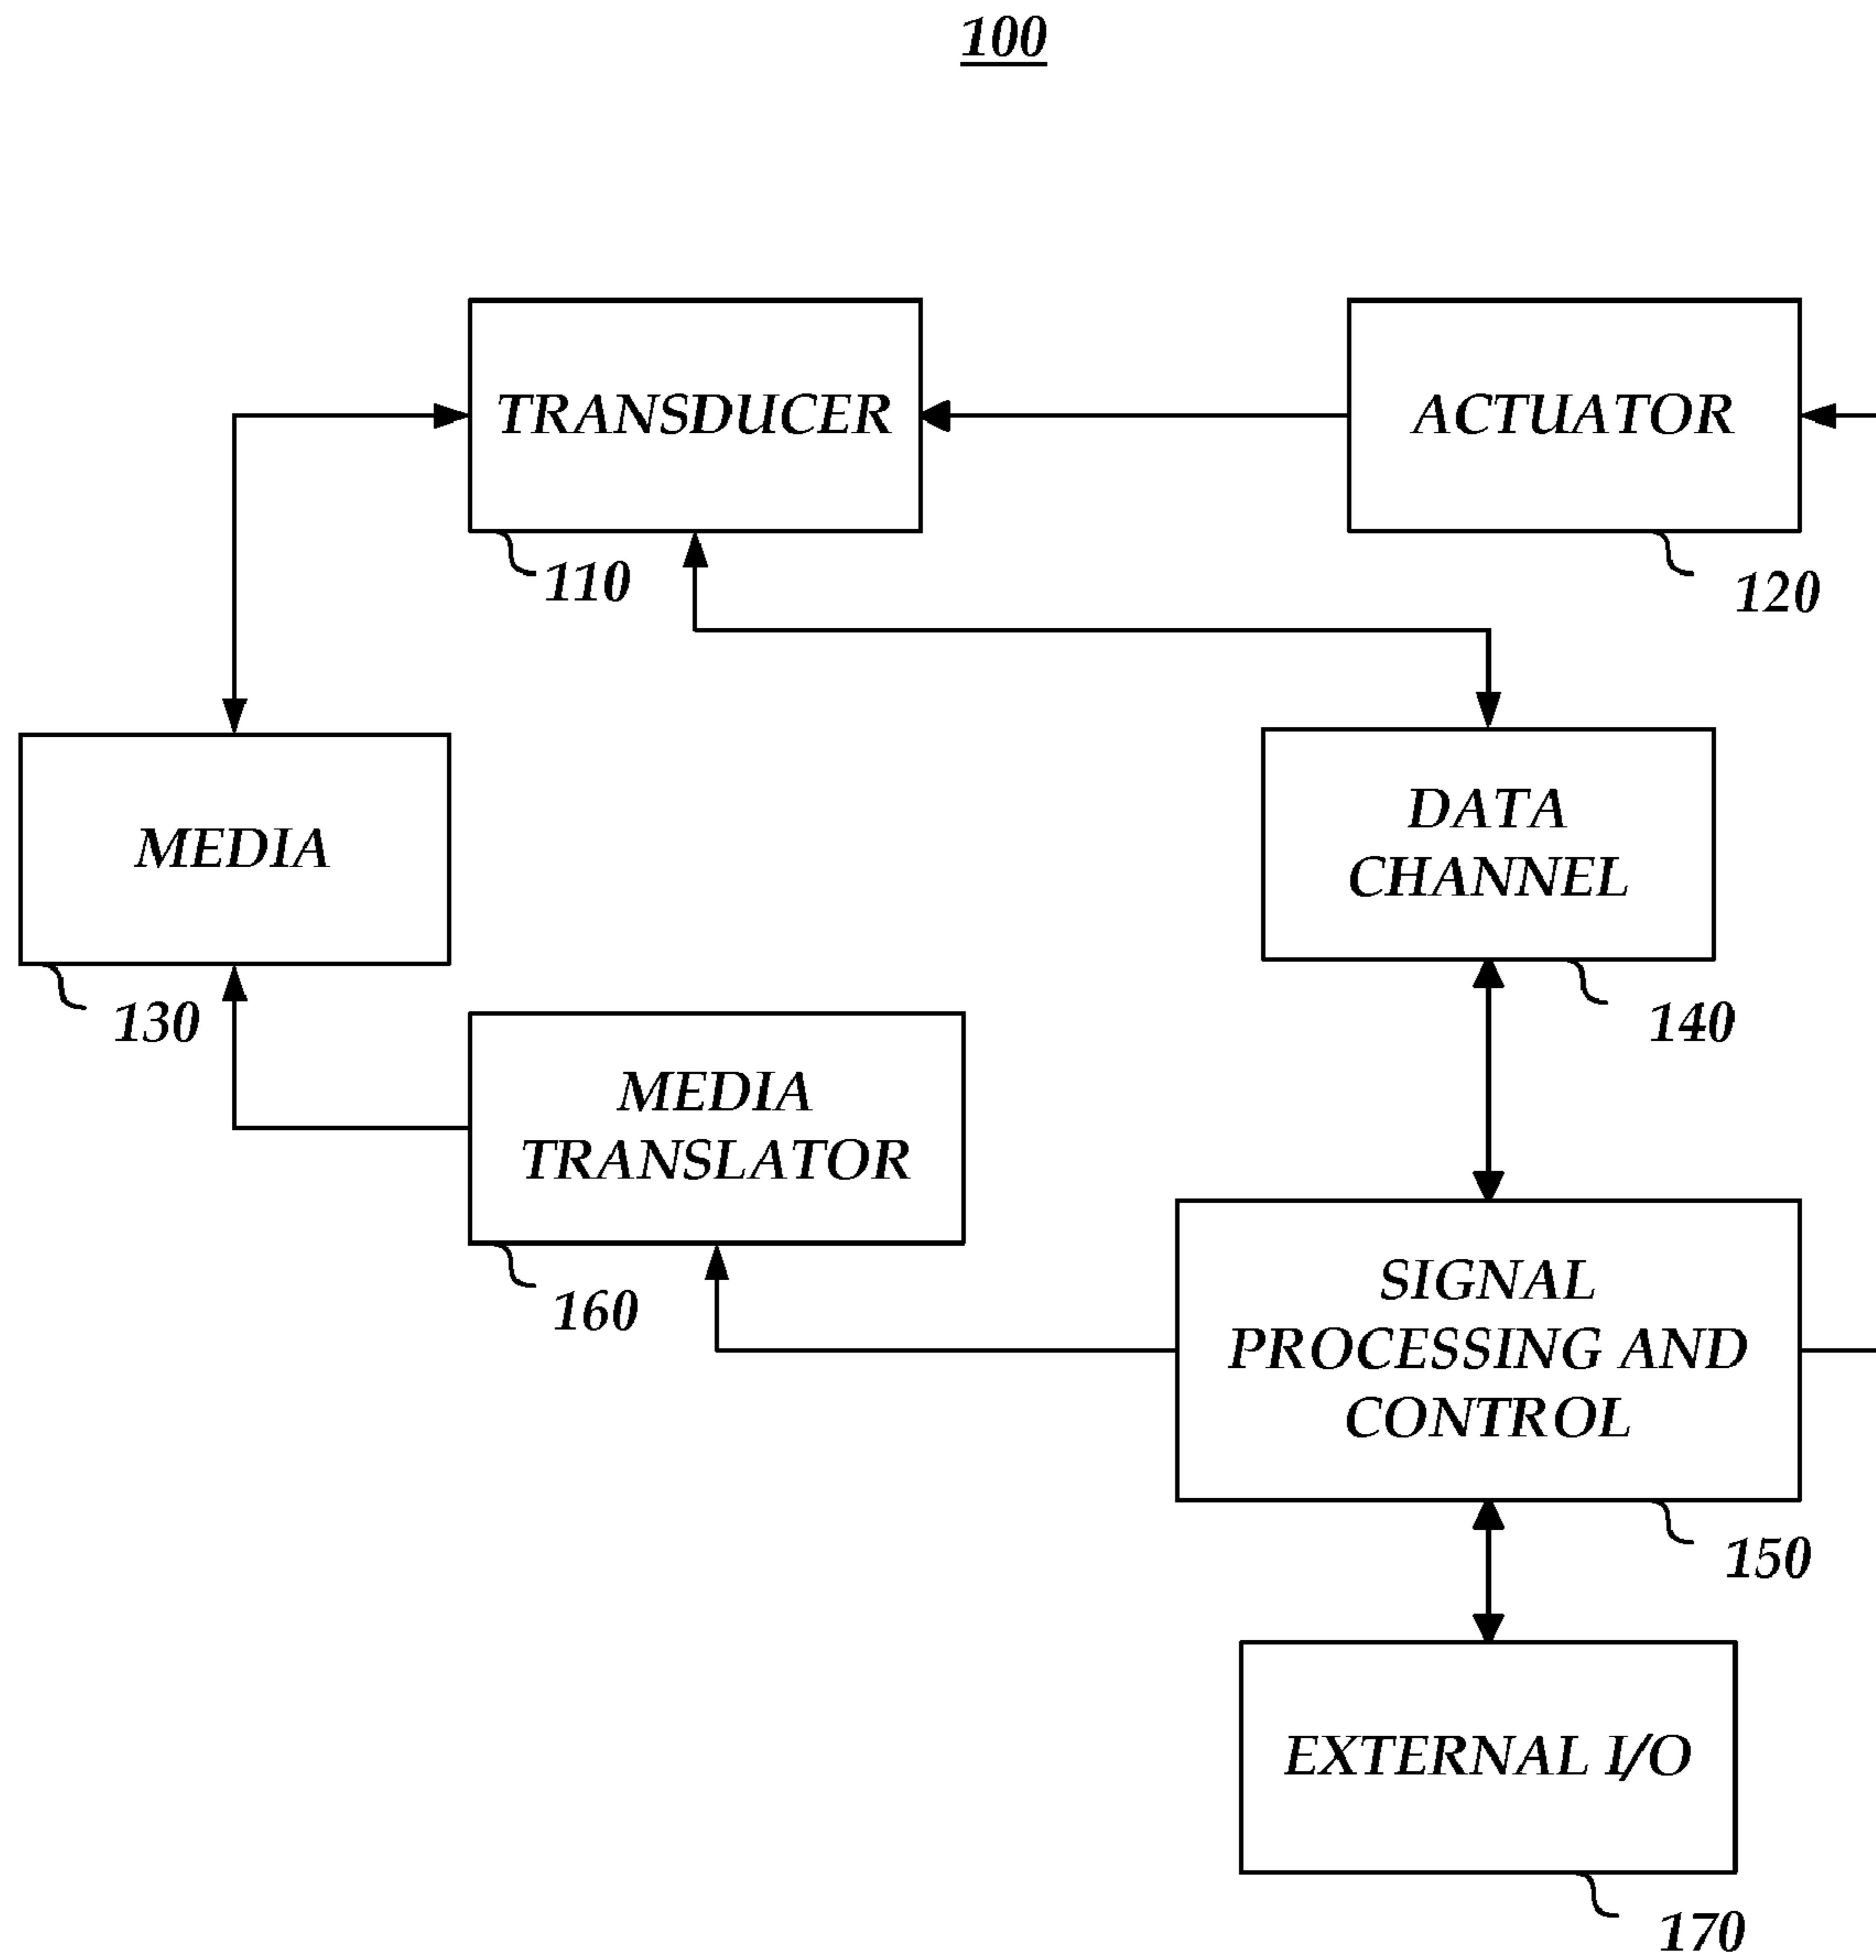 100
TRANSDUCER
110
ACTUATOR
120
MEDIA
130
DATA
CHANNEL
140
MEDIA
TRANSLATOR
160
SIGNAL
PROCESSING AND
CONTROL
150
EXTERNAL I/O
170